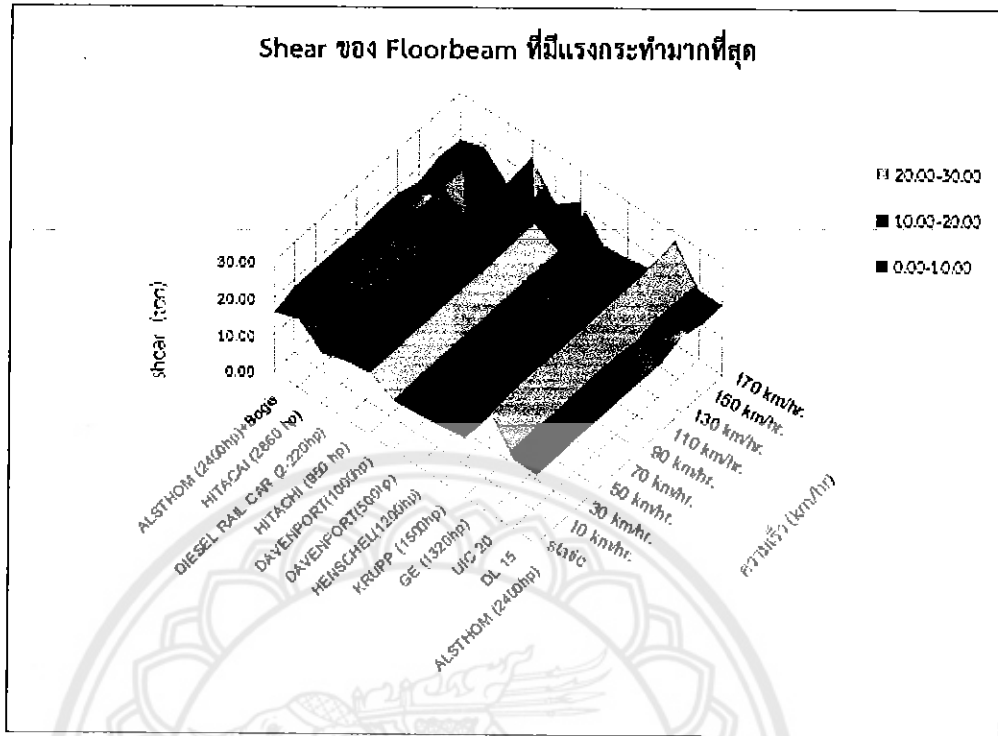 Shear ของ Floorbeam ที่มีแรงกระทำมากที่สุด
20.00-30.00
10.00-20.00
0.00-10.00
30.00
20.00
10.00
0.00
shear (ton)
ALSTHOM (2400hp)+Bogie
HITACAI (2860 hp)
DIESEL RAIL CAR (2-220hp)
HITACHI (950 hp)
DAVENPORT(1000hp)
DAVENPORT(500hp)
HENSCHEL(1200hp)
KRUPP (1500hp)
GE (1320hp)
UIC 20
DL 15
ALSTHOM (2400hp)
static
10 km/hr.
30 km/hr.
50 km/hr.
70 km/hr.
90 km/hr.
110 km/hr.
130 km/hr.
150 km/hr.
170 km/hr.
ความเร็ว (km/hr)